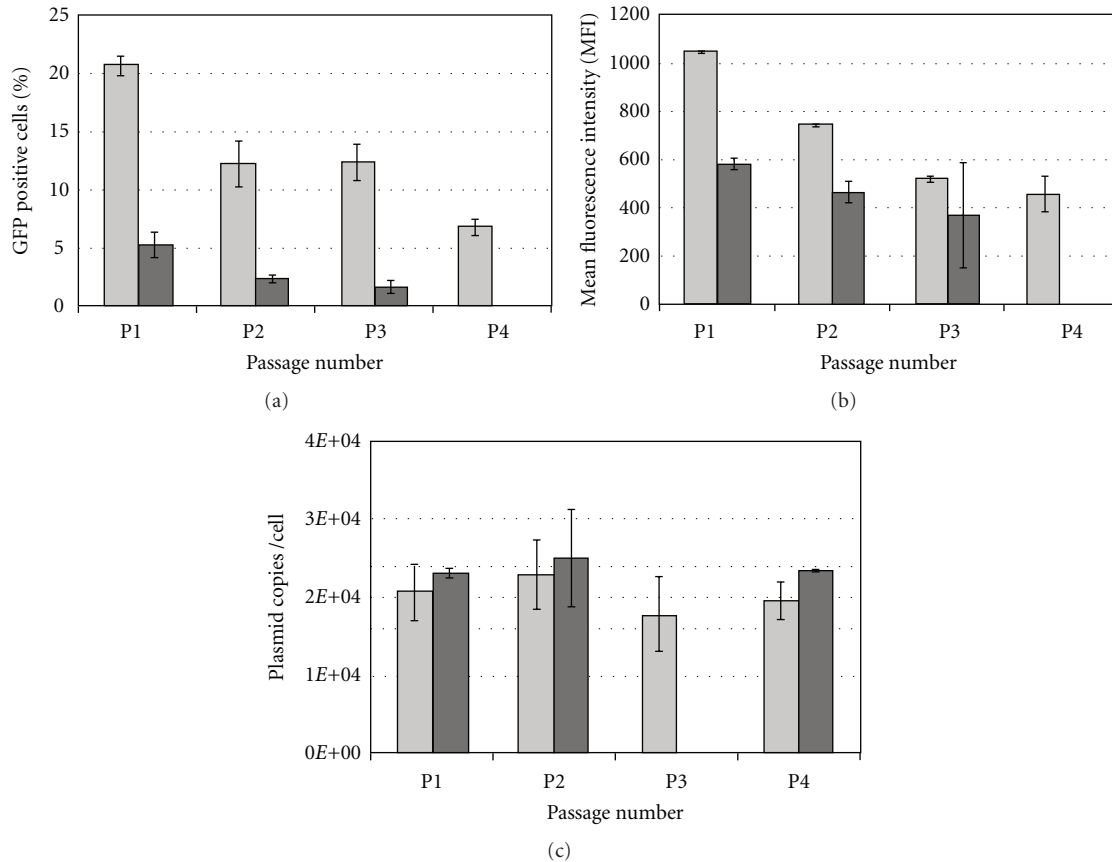 GFP positive cells (%)
25
20
15
10
5
0
P1 P2 P3 P4
Passage number
(a)
Mean fluorescence intensity (MFI)
1200
1000
800
600
400
200
0
P1 P2 P3 P4
Passage number
(b)
Plasmid copies /cell
4E+04
3E+04
2E+04
1E+04
0E+00
P1 P2 P3 P4
Passage number
(c)